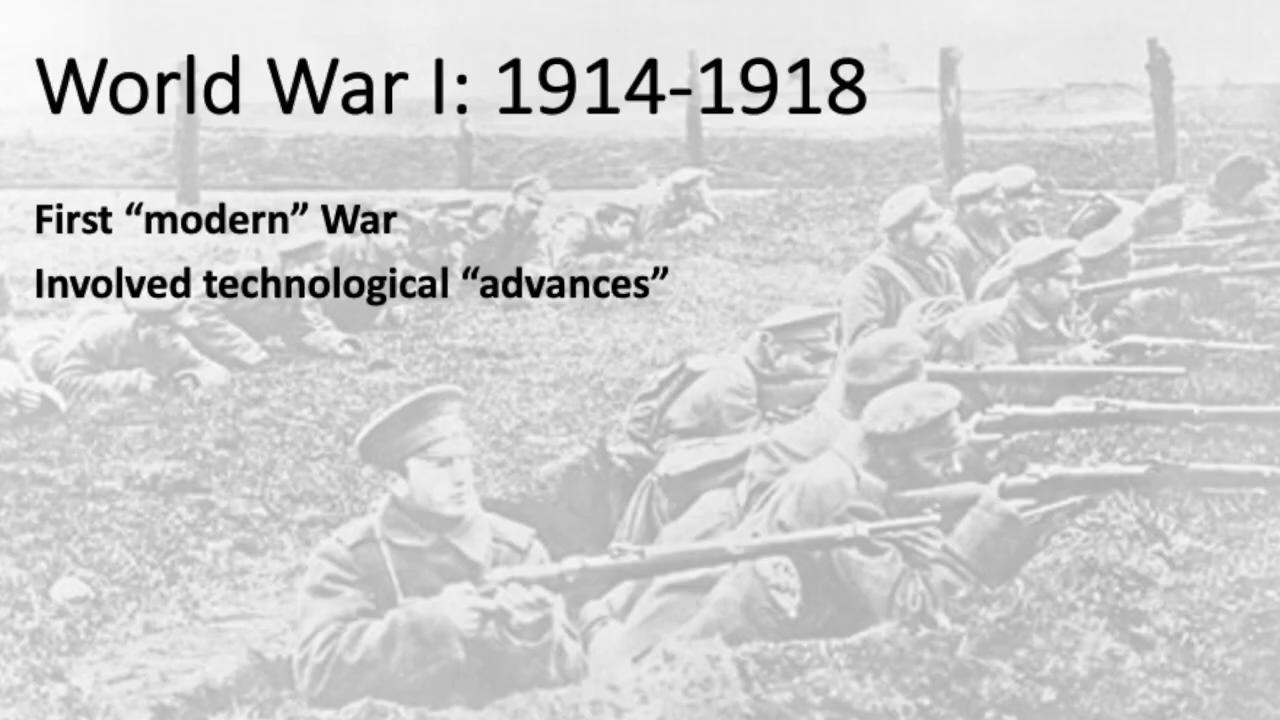 World War I: 1914-1918
First “modern” War
Involved technological “advances”